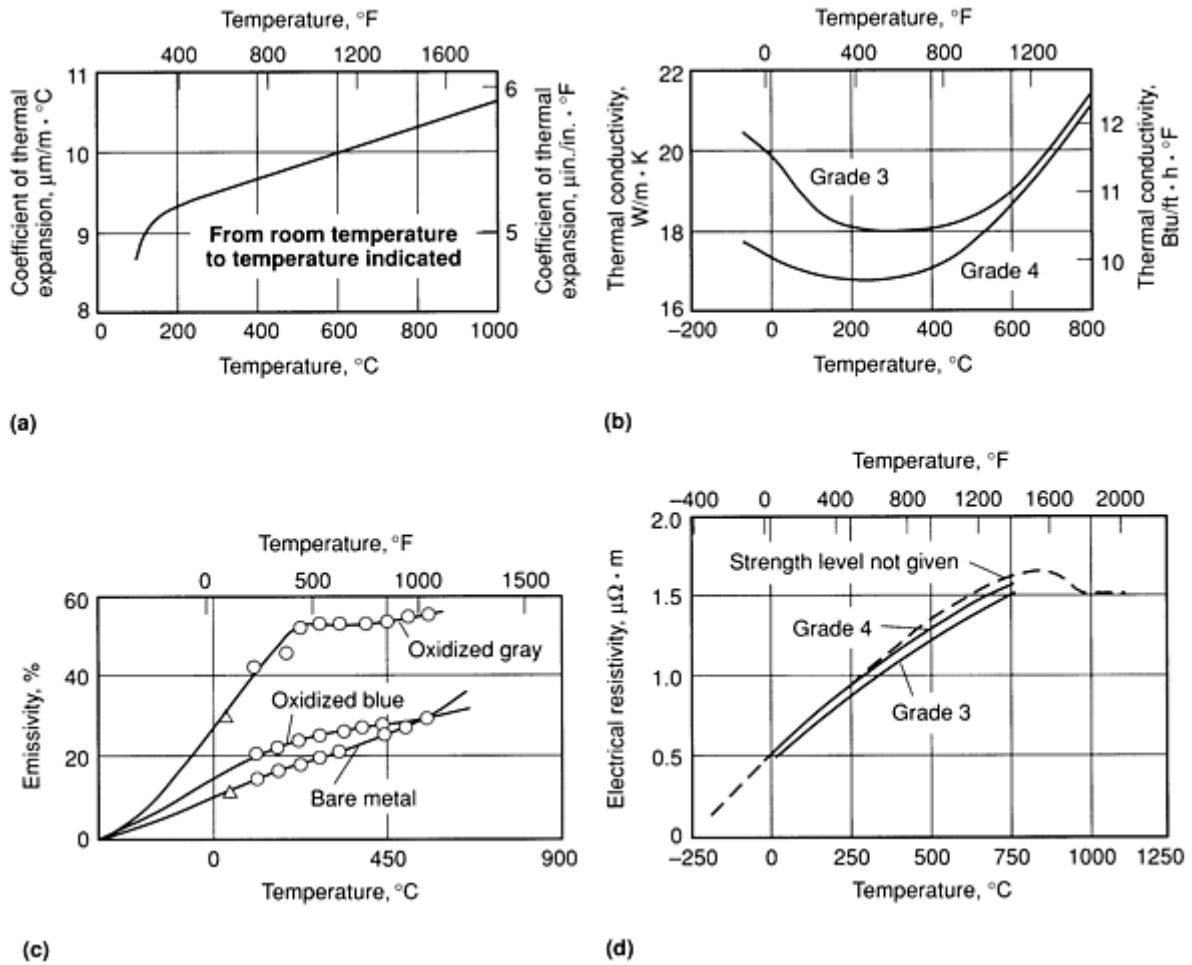 Temperature, °F
400 800 1200 1600
11
10
9
8
Coefficient of thermal
expansion, μm/m · °C
6
5
Coefficient of thermal
expansion, μin./in. · °F
From room temperature
to temperature indicated
0 200 400 600 800 1000
Temperature, °C
(a)
Temperature, °F
0 400 800 1200
22
20
18
16
Thermal conductivity,
W/m · K
12
11
10
Thermal conductivity,
Btu/ft · h · °F
Grade 3
Grade 4
−200 0 200 400 600 800
Temperature, °C
(b)
Temperature, °F
0 500 1000 1500
60
40
20
0
Emissivity, %
Oxidized gray
Oxidized blue
Bare metal
0 450 900
Temperature, °C
(c)
Temperature, °F
−400 0 400 800 1200 1600 2000
2.0
1.5
1.0
0.5
0
Electrical resistivity, μΩ · m
Strength level not given
Grade 4
Grade 3
−250 0 250 500 750 1000 1250
Temperature, °C
(d)